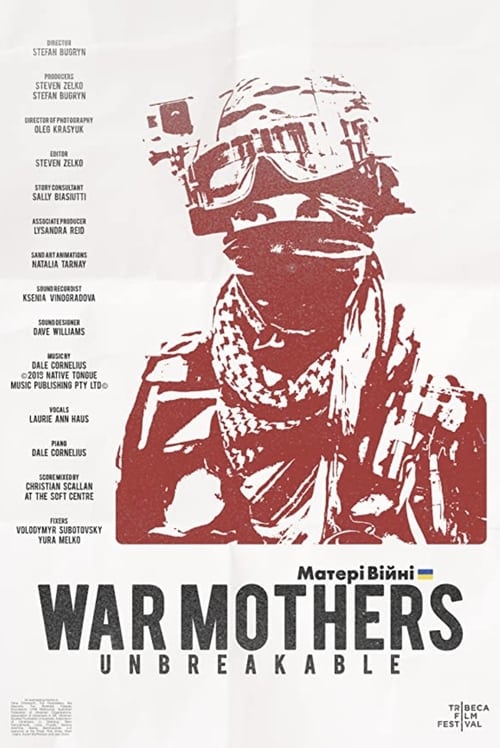 DIRECTOR
STEFAN BUGRYN
PRODUCERS
STEVEN ZELKO
STEFAN BUGRYN
DIRECTOR OF PHOTOGRAPHY
OLEG KRASYUK
EDITOR
STEVEN ZELKO
STORY CONSULTANT
SALLY BIASIUTTI
ASSOCIATE PRODUCER
LYSANDRA REID
SAND ART ANIMATIONS
NATALIA TARNAY
SOUND RECORDIST
KSENIA VINOGRADOVA
SOUND DESIGNER
DAVE WILLIAMS
MUSIC BY
DALE CORNELIUS
©2013 NATIVE TONGUE
MUSIC PUBLISHING PTY LTD©
VOCALS
LAURIE ANN HAUS
PIANO
DALE CORNELIUS
SCORE MIXED BY
CHRISTIAN SCALLAN
AT THE SOFT CENTRE
FIXERS
VOLODYMYR SUBOTOVSKY
YURA MELKO
Матері Війні
WAR MOTHERS
UNBREAKABLE
TRIBECA
FILM
FESTIVAL